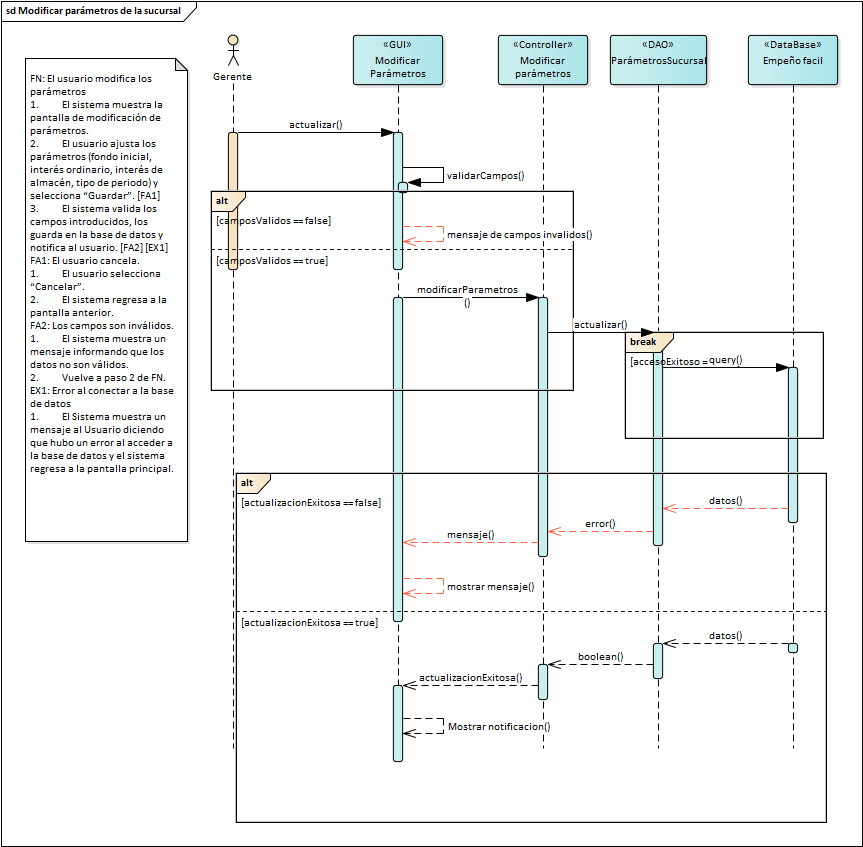 sd Modificar parámetros de la sucursal
Gerente
«GUI»
Modificar
Parámetros
«Controller»
Modificar
parámetros
«DAO»
ParámetrosSucursal
«DataBase»
Empeño facil
FN: El usuario modifica los
parámetros
1. El sistema muestra la
pantalla de modificación de
parámetros.
2. El usuario ajusta los
parámetros (fondo inicial,
interés ordinario, interés de
almacén, tipo de periodo) y
selecciona “Guardar”. [FA1]
3. El sistema valida los
campos introducidos, los
guarda en la base de datos y
notifica al usuario. [FA2] [EX1]
FA1: El usuario cancela.
1. El usuario selecciona
“Cancelar”.
2. El sistema regresa a la
pantalla anterior.
FA2: Los campos son inválidos.
1. El sistema muestra un
mensaje informando que los
datos no son válidos.
2. Vuelve a paso 2 de FN.
EX1: Error al conectar a la base
de datos
1. El Sistema muestra un
mensaje al Usuario diciendo
que hubo un error al acceder a
la base de datos y el sistema
regresa a la pantalla principal.
actualizar()
validarCampos()
alt
[camposValidos ==false]
mensaje de campos invalidos()
[camposValidos ==true]
modificarParametros
()
actualizar()
break
[accesoExitoso =
query()
alt
[actualizacionExitosa ==false]
datos()
error()
mensaje()
mostrar mensaje()
[actualizacionExitosa ==true]
datos()
boolean()
actualizacionExitosa()
Mostrar notificacion()